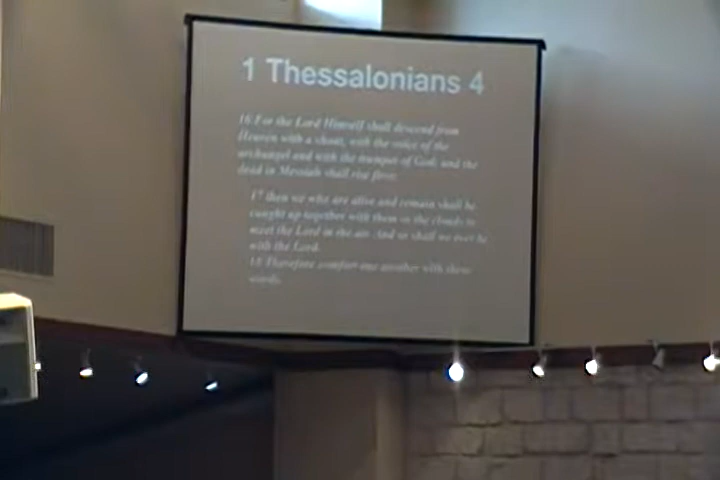 1 Thessalonians 4
16 For the Lord Himself shall descend from
Heaven with a shout, with the voice of the
archangel and with the trumpet of God: and the
dead in Messiah shall rise first:
17 then we who are alive and remain shall be
caught up together with them in the clouds to
meet the Lord in the air. And so shall we ever be
with the Lord.
18 Therefore comfort one another with these
words.